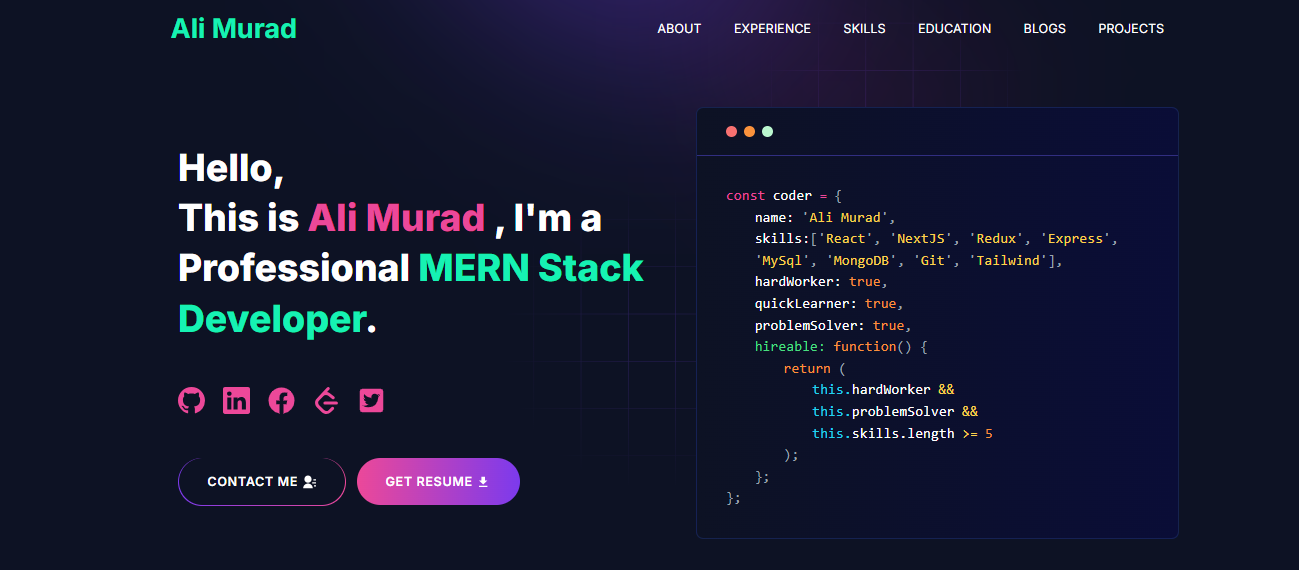 Ali Murad
ABOUT EXPERIENCE SKILLS EDUCATION BLOGS PROJECTS
Hello,
This is Ali Murad , I'm a
Professional MERN Stack
Developer.
CONTACT ME GET RESUME
const coder = {
name: 'Ali Murad',
skills:['React', 'NextJS', 'Redux', 'Express',
'MySql', 'MongoDB', 'Git', 'Tailwind'],
hardWorker: true,
quickLearner: true,
problemSolver: true,
hireable: function() {
return (
this.hardWorker &&
this.problemSolver &&
this.skills.length >= 5
);
};
};